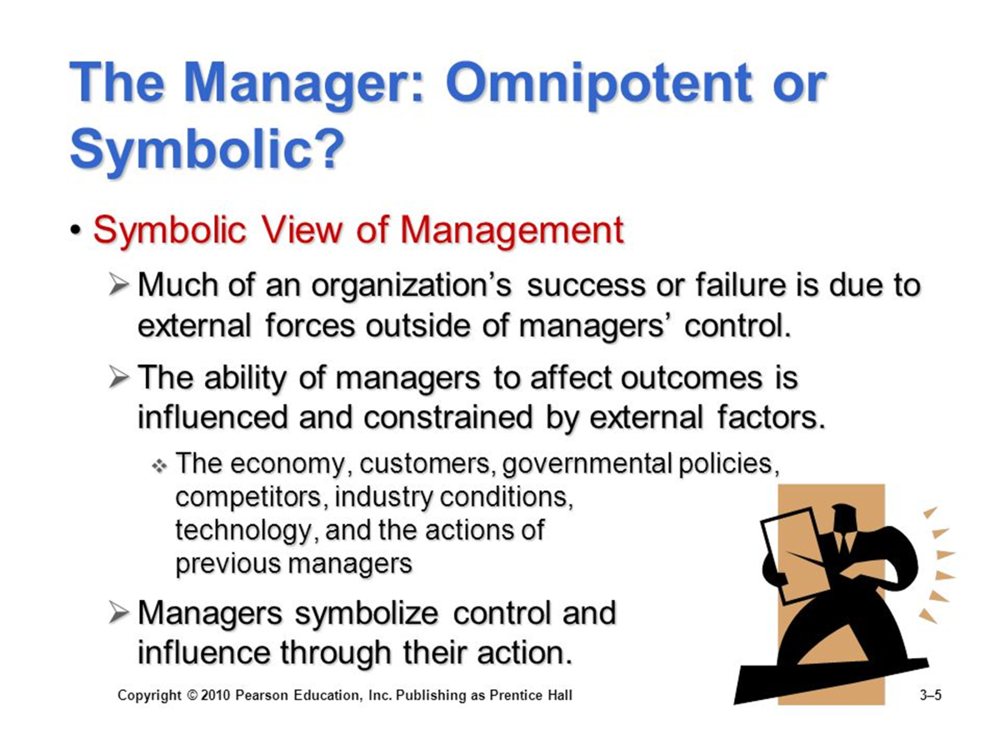 The Manager: Omnipotent or
Symbolic?
• Symbolic View of Management
➢ Much of an organization’s success or failure is due to
external forces outside of managers’ control.
➢ The ability of managers to affect outcomes is
influenced and constrained by external factors.
❖ The economy, customers, governmental policies,
competitors, industry conditions,
technology, and the actions of
previous managers
➢ Managers symbolize control and
influence through their action.
Copyright © 2010 Pearson Education, Inc. Publishing as Prentice Hall
3–5